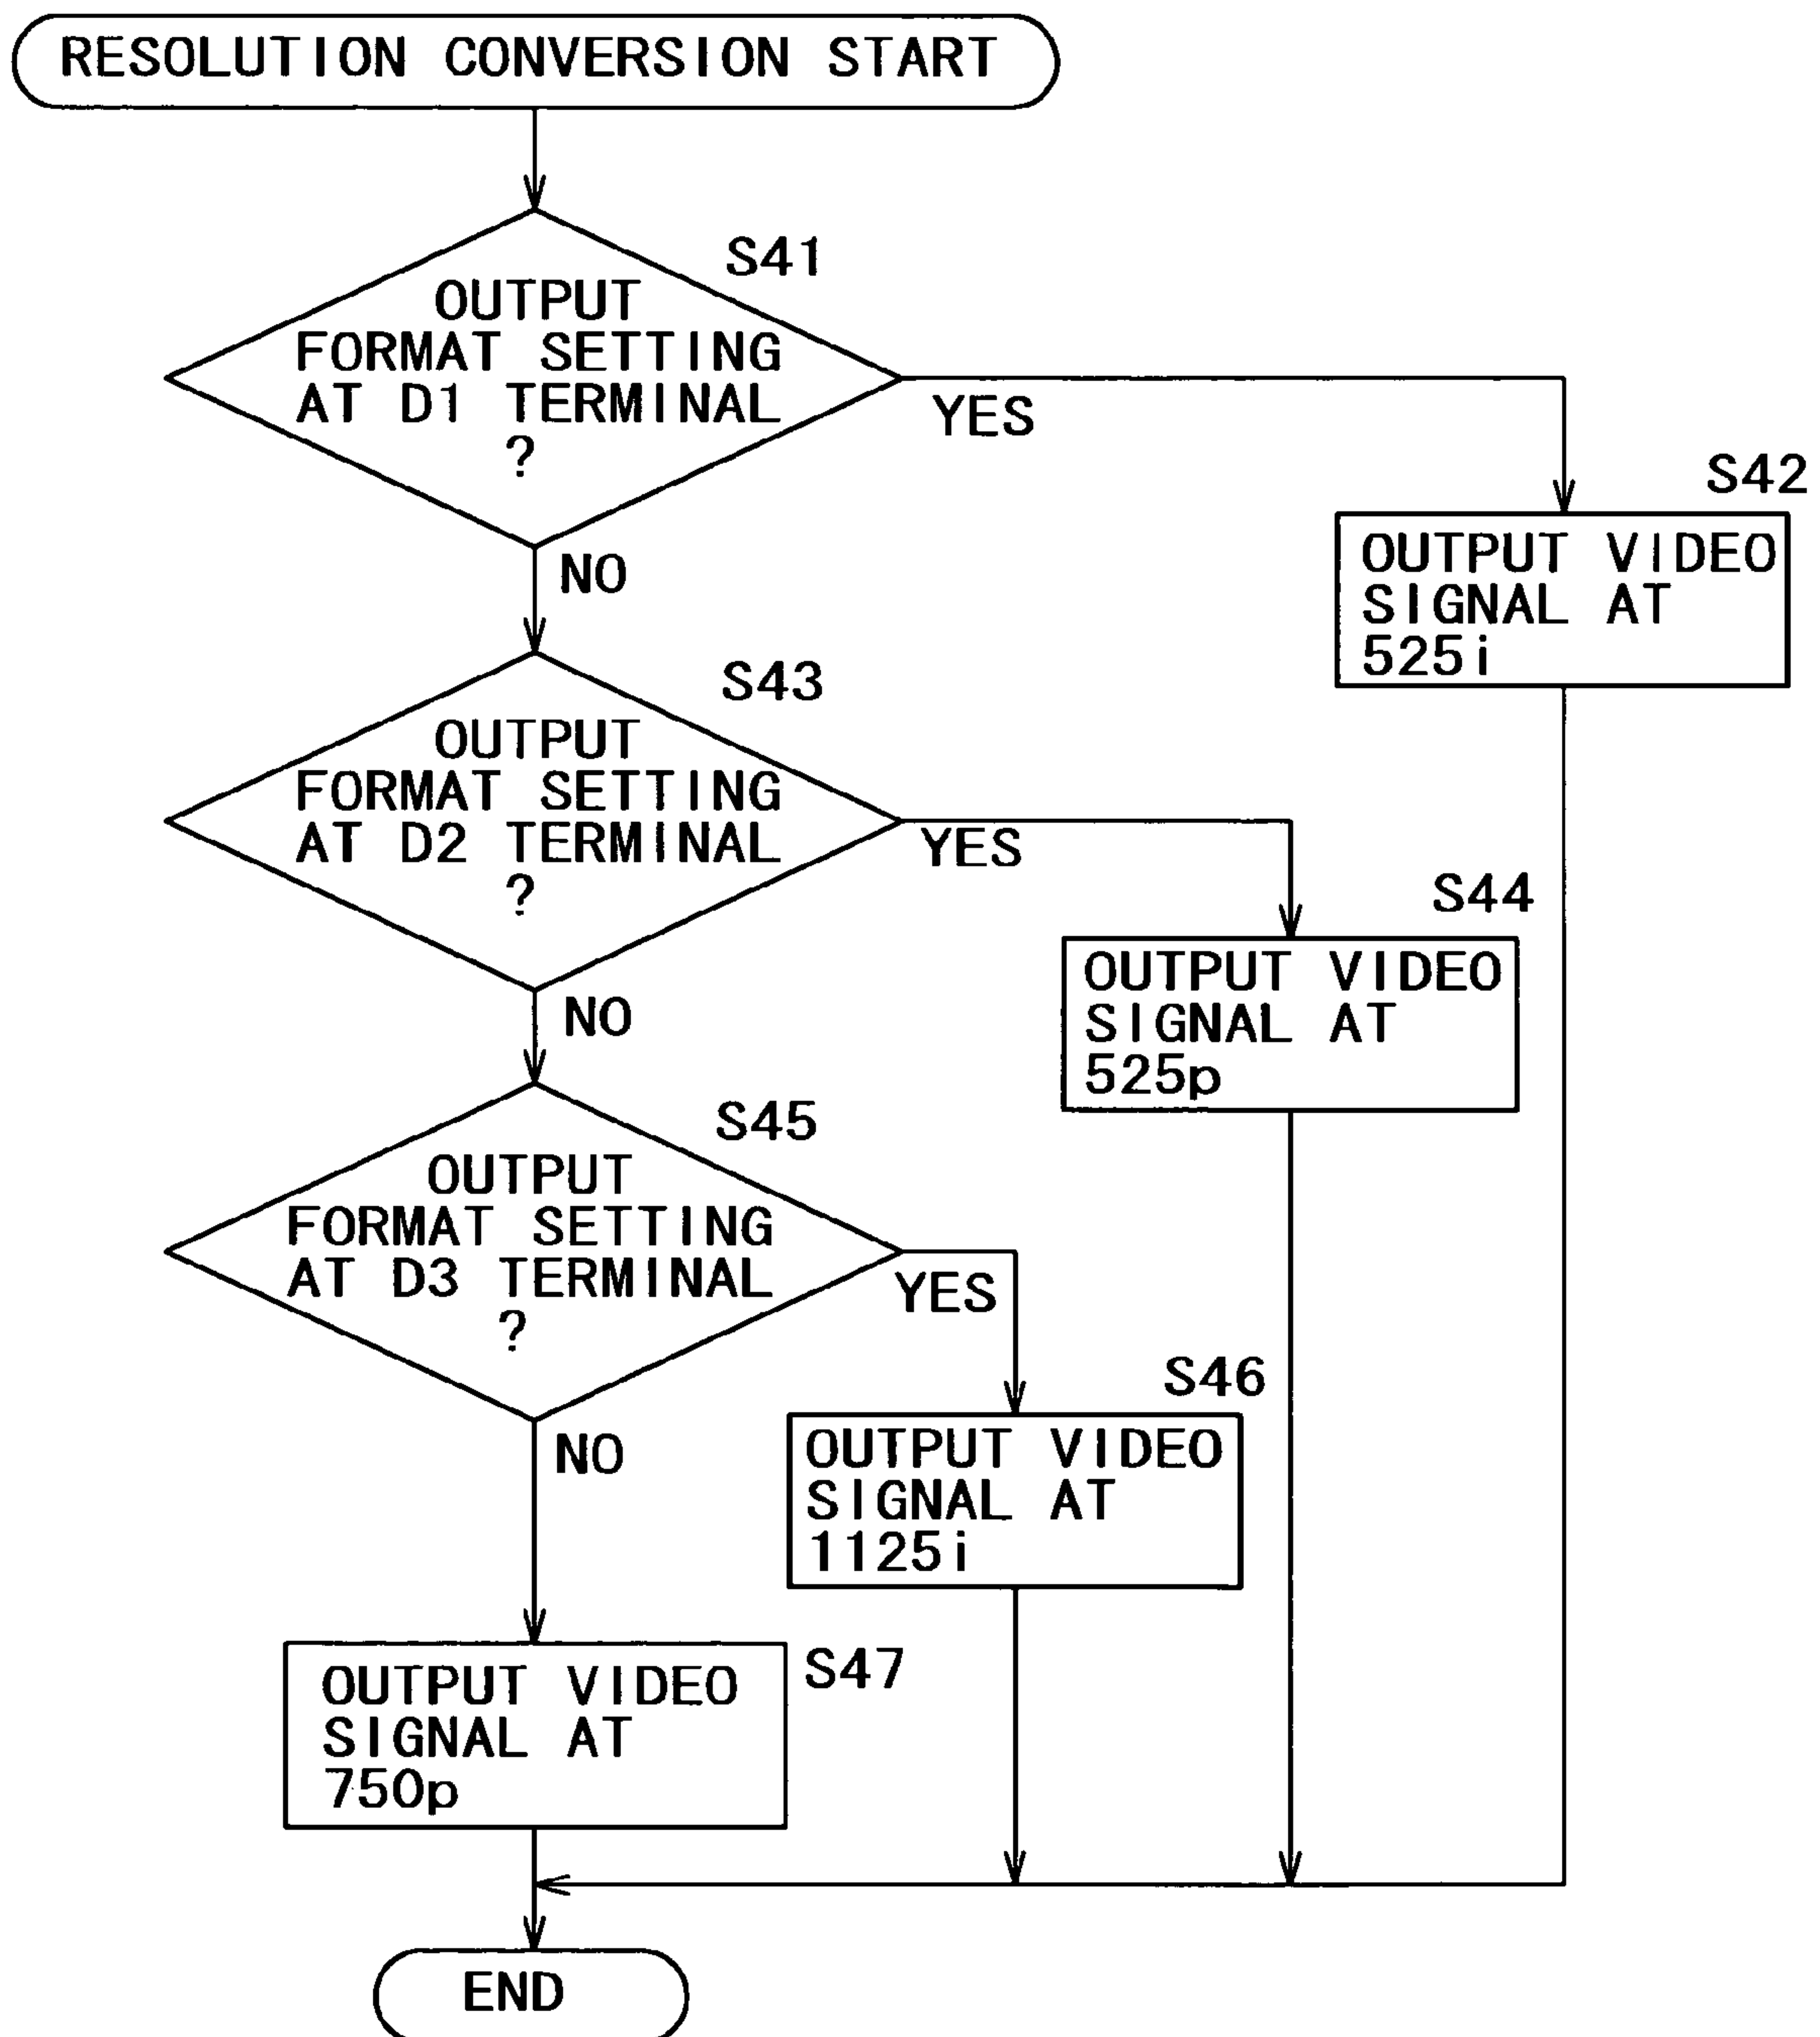 RESOLUTION CONVERSION START
S41
OUTPUT
FORMAT SETTING
AT D1 TERMINAL
?
YES
NO
S42
OUTPUT VIDEO
SIGNAL AT
525i
S43
OUTPUT
FORMAT SETTING
AT D2 TERMINAL
?
YES
NO
S44
OUTPUT VIDEO
SIGNAL AT
525p
S45
OUTPUT
FORMAT SETTING
AT D3 TERMINAL
?
YES
NO
S46
OUTPUT VIDEO
SIGNAL AT
1125i
S47
OUTPUT VIDEO
SIGNAL AT
750p
END